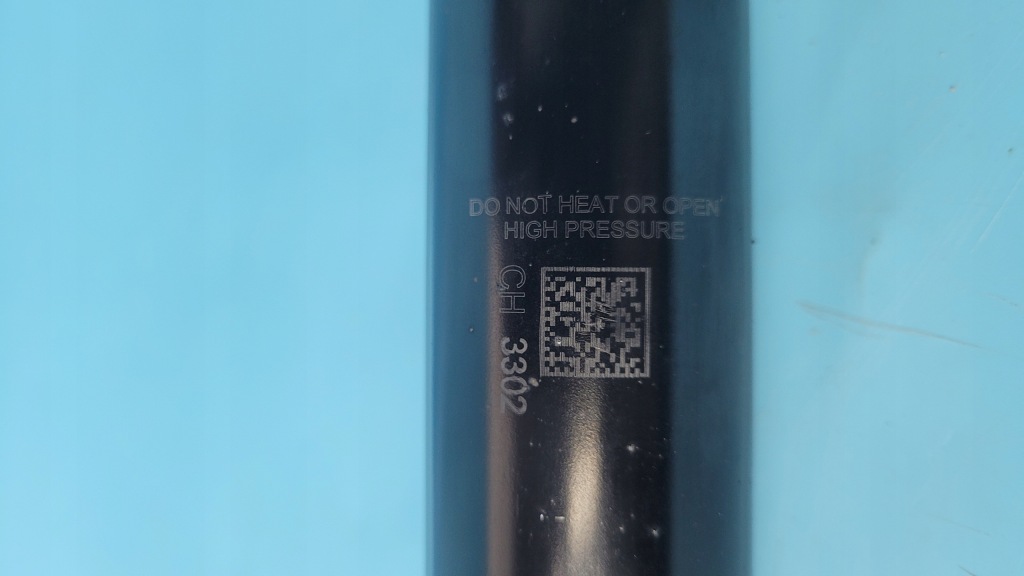 DO NOT HEAT OR OPEN
HIGH PRESSURE
CH 3302